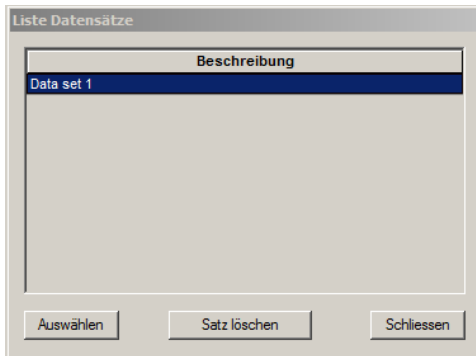 Liste Datensätze
Beschreibung
Data set 1
Auswählen Satz löschen Schliessen